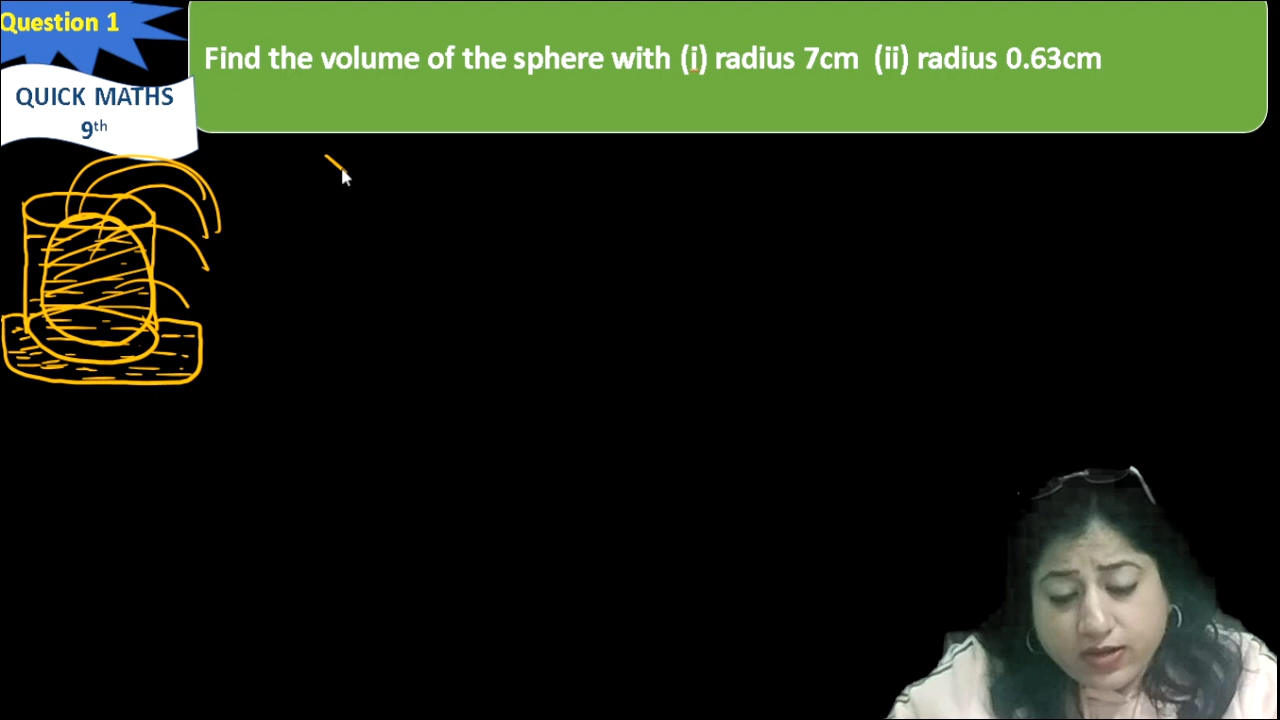 Question 1
Find the volume of the sphere with (i) radius 7cm (ii) radius 0.63cm
QUICK MATHS
9th